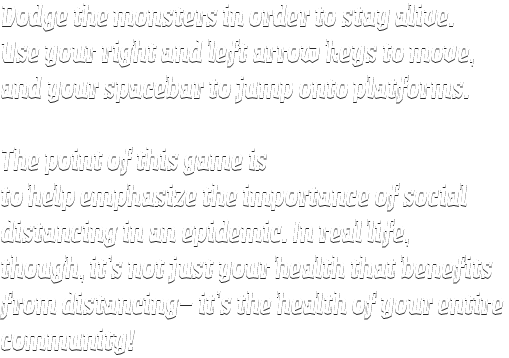 Dodge the monsters in order to stay alive.
Use your right and left arrow keys to move,
and your spacebar to jump onto platforms.
The point of this game is
to help emphasize the importance of social
distancing in an epidemic. In real life,
though, it's not just your health that benefits
from distancing– it's the health of your entire
community!